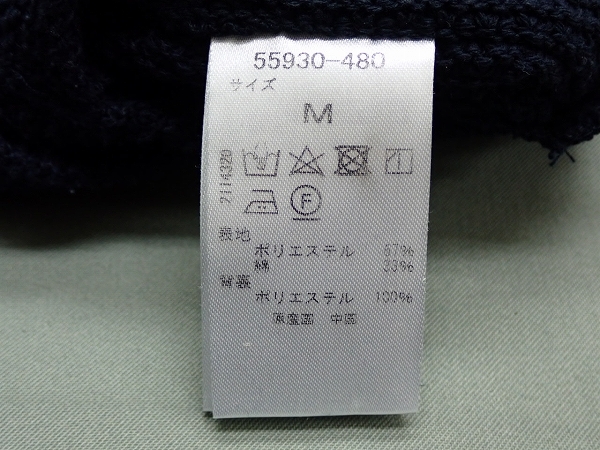 55930-480
サイズ
M
2114320
F
表地
ポリエステル 67%
綿 33%
背裏
ポリエステル 100%
原産国 中国